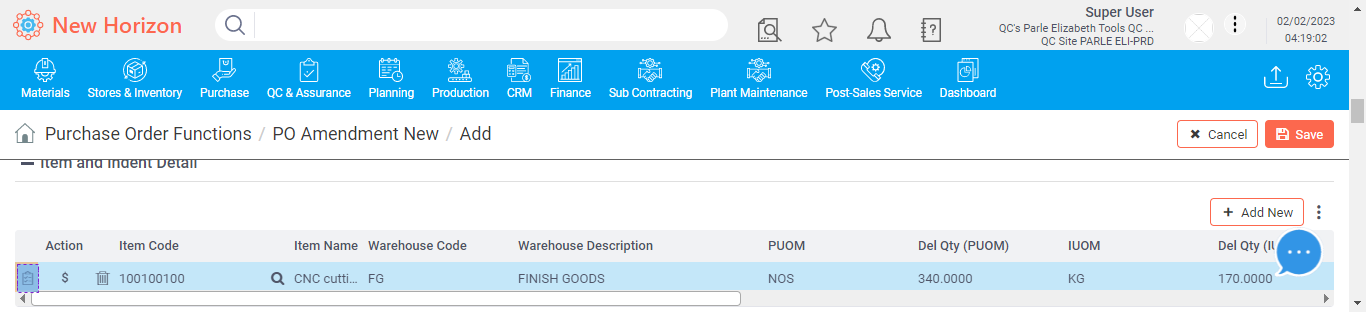 New Horizon
Super User
QC's Parle Elizabeth Tools QC ...
QC Site PARLE ELI-PRD
02/02/2023
04:19:02
Materials
Stores & Inventory
Purchase
QC & Assurance
Planning
Production
CRM
Finance
Sub Contracting
Plant Maintenance
Post-Sales Service
Dashboard
Purchase Order Functions / PO Amendment New / Add
Cancel
Save
Item and Indent Detail
+ Add New
Action Item Code Item Name Warehouse Code Warehouse Description PUOM Del Qty (PUOM) IUOM Del Qty (IU
$ 100100100 CNC cutti... FG FINISH GOODS NOS 340.0000 KG 170.0000